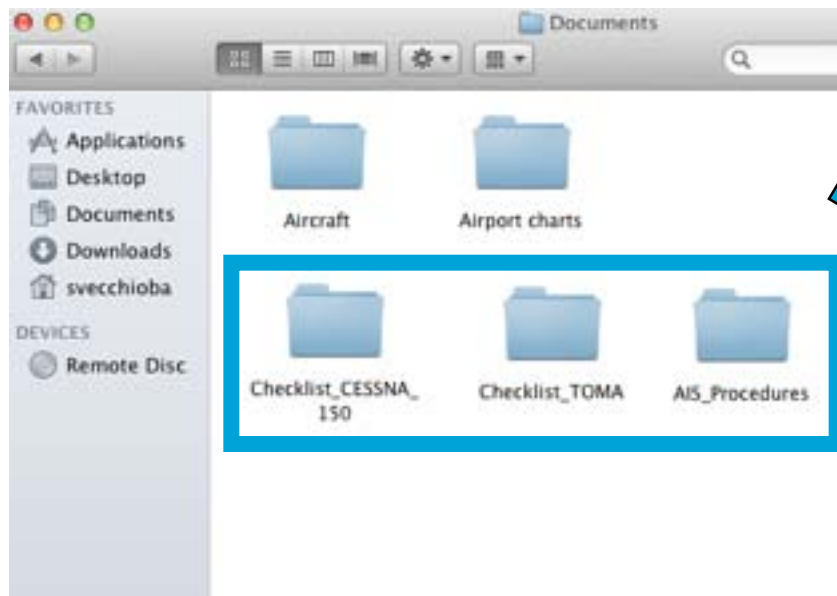 Documents
FAVORITES
Applications
Desktop
Documents
Downloads
svecchioba
DEVICES
Remote Disc
Aircraft
Airport charts
Checklist_CESSNA_
150
Checklist_TOMA
AIS_Procedures